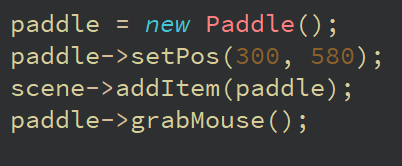 paddle = new Paddle();
paddle->setPos(300, 580);
scene->addItem(paddle);
paddle->grabMouse();